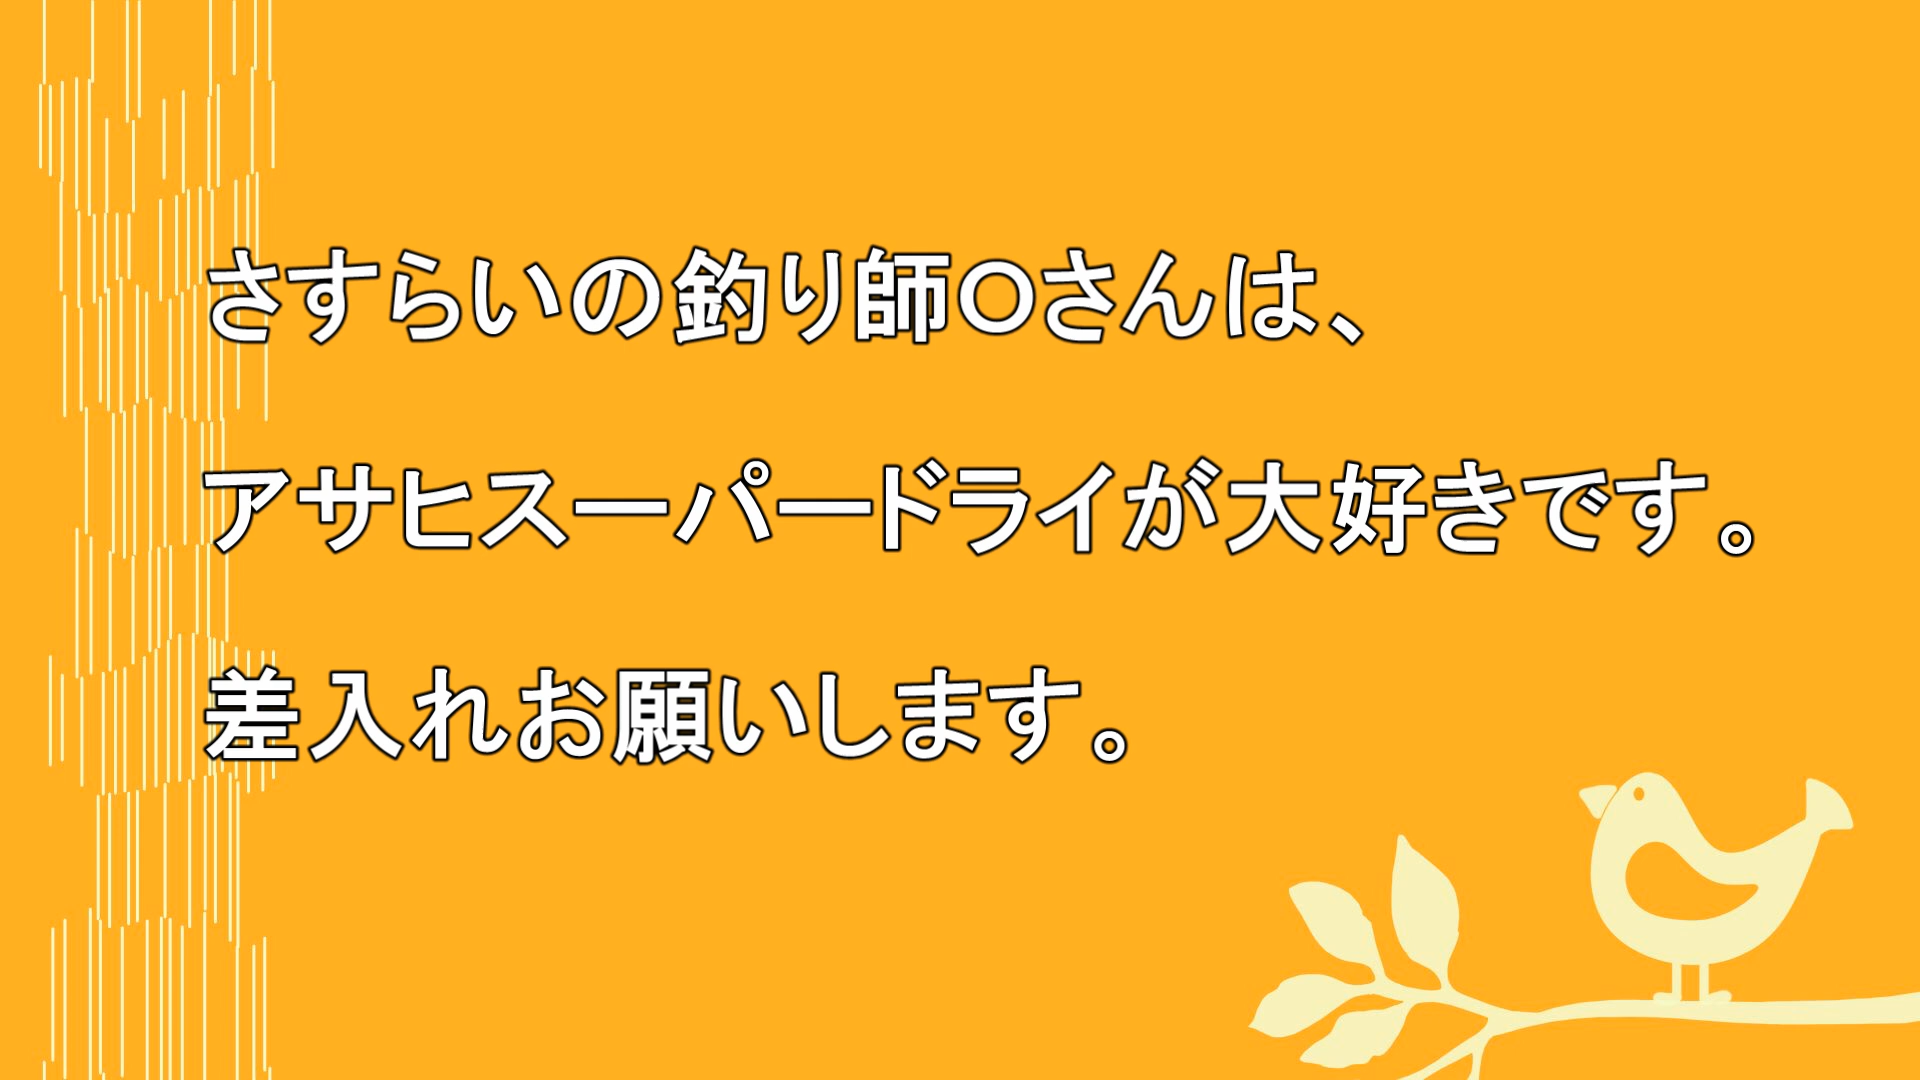 さすらいの釣り師〇さんは、
アサヒスーパードライが大好きです。
差入れお願いします。